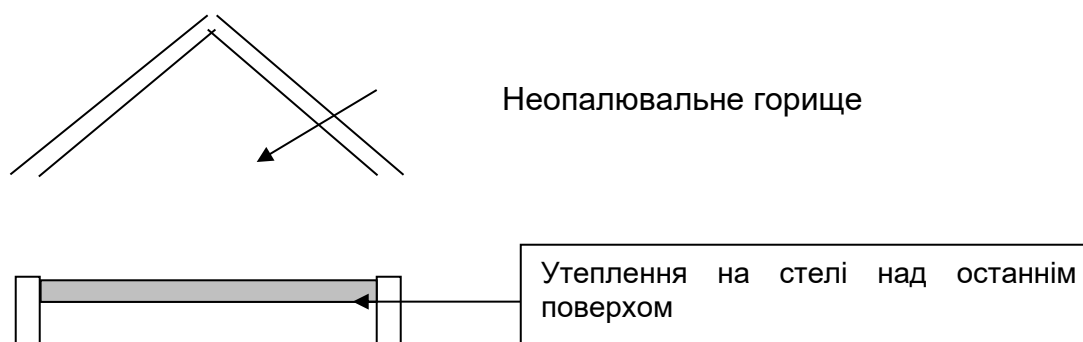 Неопалювальне горище
Утеплення на стелі над останнім
поверхом